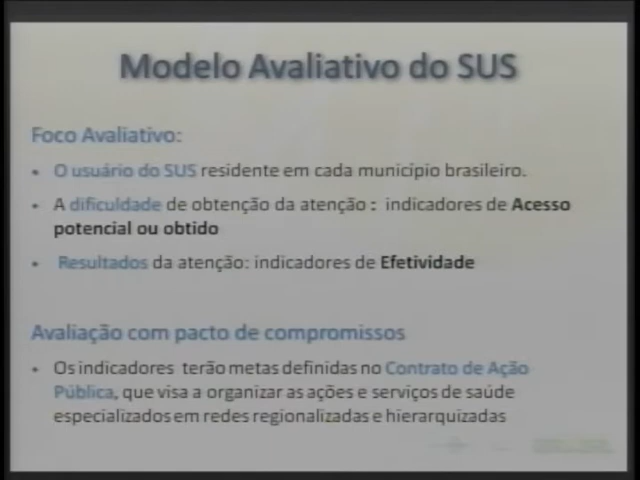 Modelo Avaliativo do SUS
Foco Avaliativo:
• O usuário do SUS residente em cada município brasileiro.
• A dificuldade de obtenção da atenção : indicadores de Acesso
potencial ou obtido
• Resultados da atenção: indicadores de Efetividade
Avaliação com pacto de compromissos
• Os indicadores terão metas definidas no Contrato de Ação
Pública, que visa a organizar as ações e serviços de saúde
especializados em redes regionalizadas e hierarquizadas